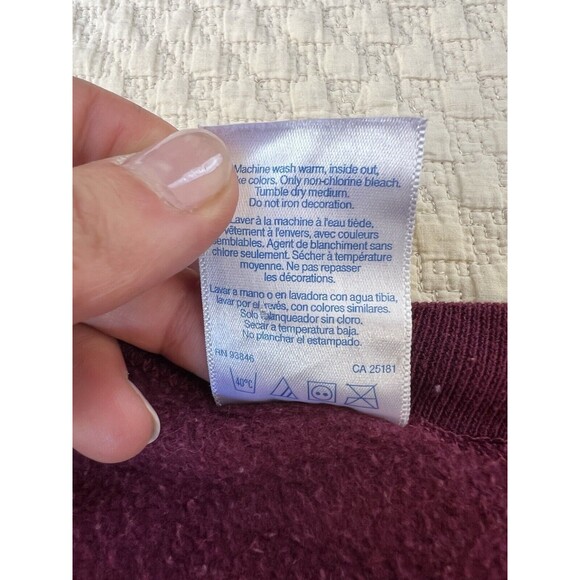 Machine wash warm, inside out,
colors. Only non-chlorine bleach.
Tumble dry medium.
Do not iron decoration.
Laver à la machine à l'eau tiède,
vêtement à l'envers, avec couleurs
semblables. Agent de blanchiment sans
chlore seulement. Sécher à température
moyenne. Ne pas repasser
les décorations.
Lavar a mano o en lavadora con agua tibia,
lavar por el revés, con colores similares.
Solo blanqueador sin cloro.
Secar a temperatura baja.
No planchar el estampado.
RN 93846 CA 25181
40°C